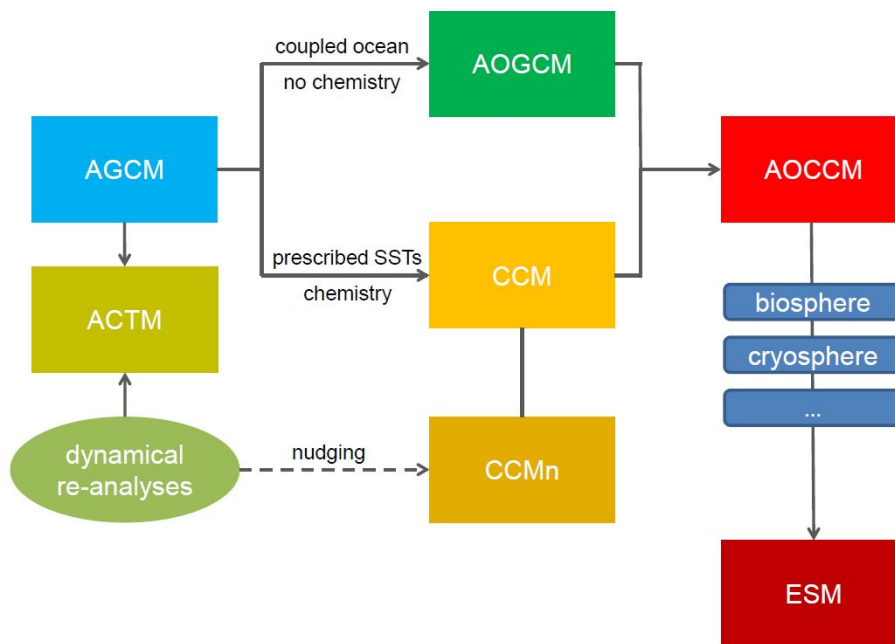 coupled ocean
no chemistry
AOGCM
AGCM
AOCCM
prescribed SSTs
chemistry
CCM
ACTM
biosphere
cryosphere
...
dynamical
re-analyses
nudging
CCMn
ESM